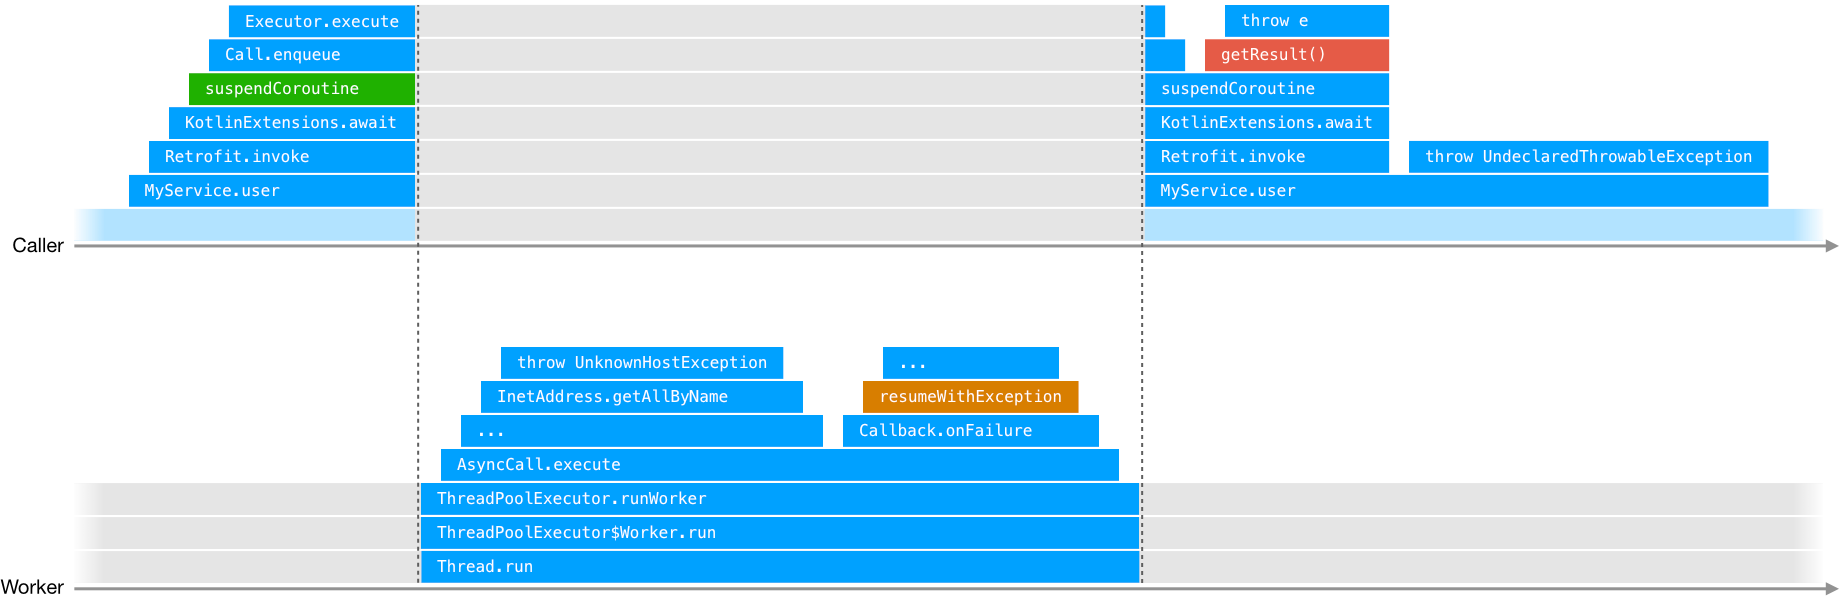 Executor.execute
throw e
Call.enqueue
getResult()
suspendCoroutine
suspendCoroutine
KotlinExtensions.await
KotlinExtensions.await
Retrofit.invoke
Retrofit.invoke
throw UndeclaredThrowableException
MyService.user
MyService.user
Caller
throw UnknownHostException
...
InetAddress.getAllByName
resumeWithException
...
Callback.onFailure
AsyncCall.execute
ThreadPoolExecutor.runWorker
ThreadPoolExecutor$Worker.run
Thread.run
Worker